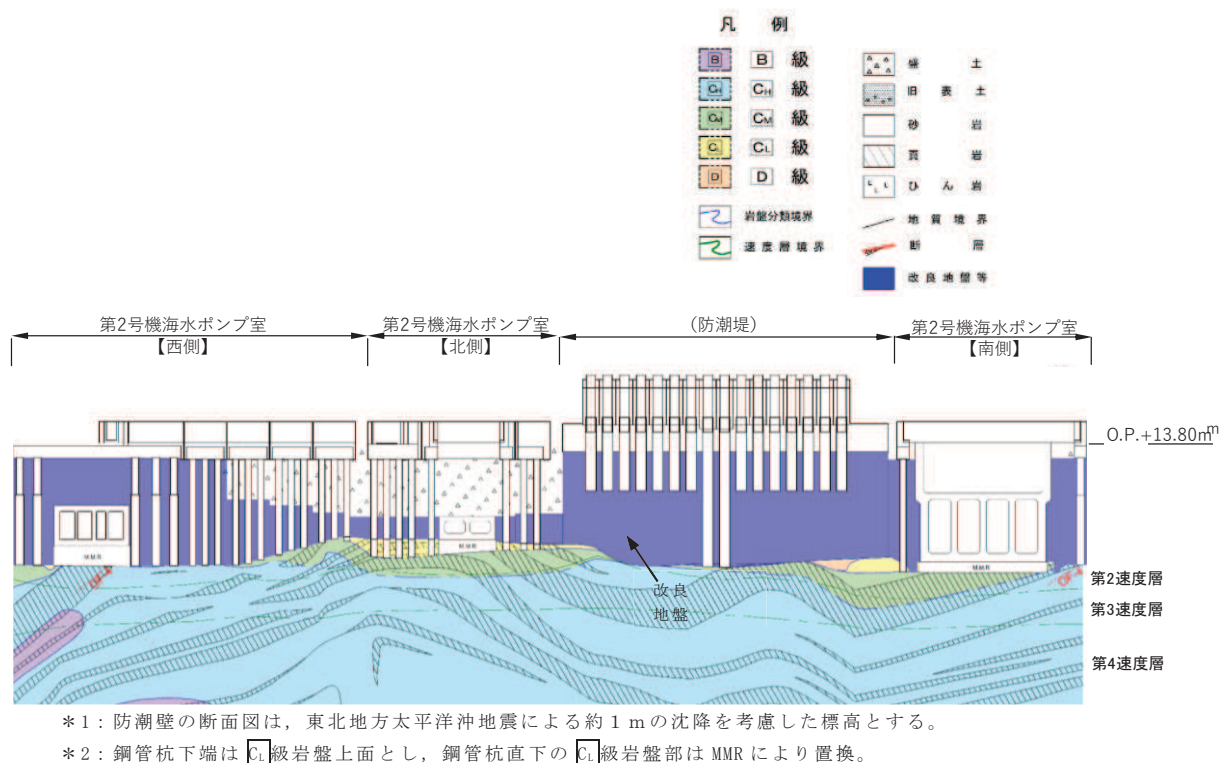 凡 例
B B 級
CH CH 級
CM CM 級
CL CL 級
D D 級
岩盤分類境界
速度層境界
盛 土
旧 表 土
砂 岩
頁 岩
ひ ん 岩
地 質 境 界
断 層
改 良 地 盤 等
第2号機海水ポンプ室
【西側】
第2号機海水ポンプ室
【北側】
(防潮堤)
第2号機海水ポンプ室
【南側】
O.P.+13.80m m
MMR
MMR
MMR
改良
地盤
第2速度層
第3速度層
第4速度層
*1:防潮壁の断面図は,東北地方太平洋沖地震による約1mの沈降を考慮した標高とする。
*2:鋼管杭下端は CL級岩盤上面とし,鋼管杭直下の CL級岩盤部は MMR により置換。